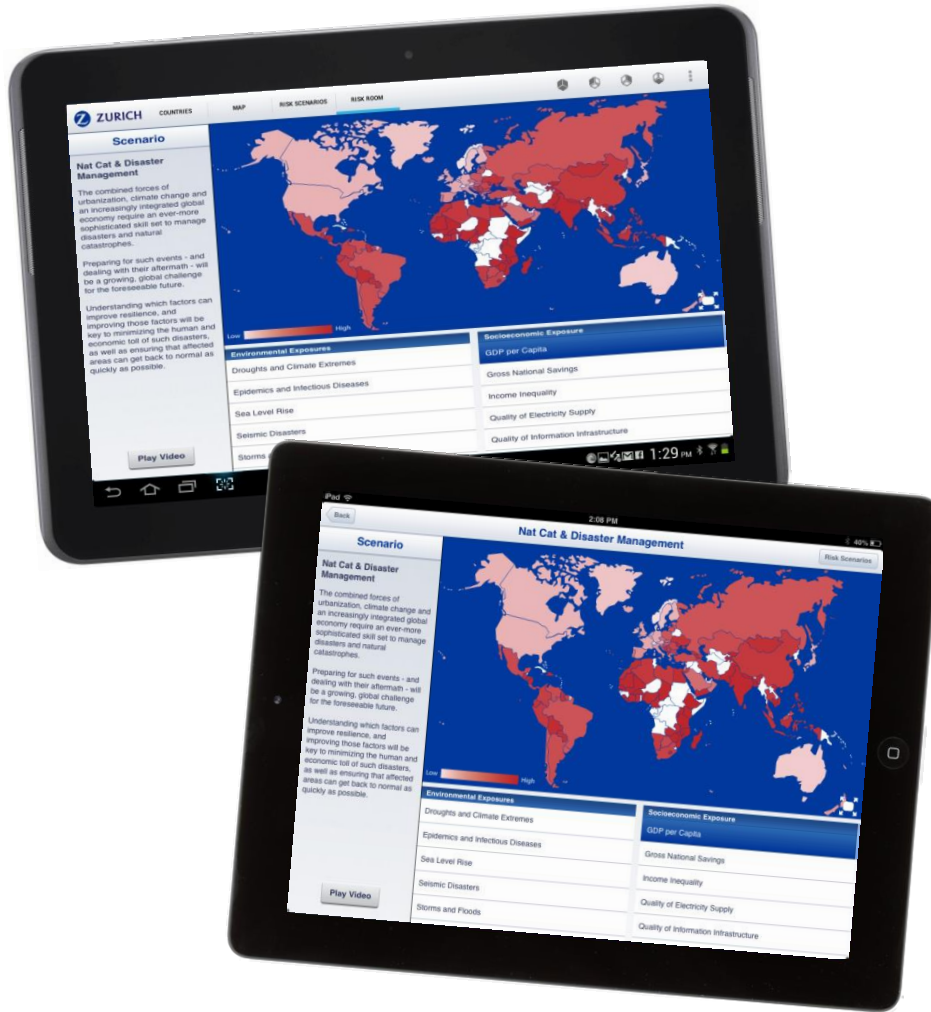 ZURICH
COUNTRIES
MAP
RISK SCENARIOS
RISK ROOM
Scenario
Nat Cat & Disaster
Management
The combined forces of
urbanization, climate change and
an increasingly integrated global
economy require an ever-more
sophisticated skill set to manage
disasters and natural
catastrophes.
Preparing for such events - and
dealing with their aftermath - will
be a growing, global challenge
for the foreseeable future.
Understanding which factors can
improve resilience, and
improving those factors will be
key to minimizing the human and
economic toll of such disasters,
as well as ensuring that affected
areas can get back to normal as
quickly as possible.
Play Video
Low
High
Environmental Exposures
Droughts and Climate Extremes
Epidemics and Infectious Diseases
Sea Level Rise
Seismic Disasters
Storms
Socioeconomic Exposure
GDP per Capita
Gross National Savings
Income Inequality
Quality of Electricity Supply
Quality of Information Infrastructure
1:29 PM
iPad
2:08 PM
40%
Back
Nat Cat & Disaster Management
Risk Scenarios
Scenario
Nat Cat & Disaster
Management
The combined forces of
urbanization, climate change and
an increasingly integrated global
economy require an ever-more
sophisticated skill set to manage
disasters and natural
catastrophes.
Preparing for such events - and
dealing with their aftermath - will
be a growing, global challenge
for the foreseeable future.
Understanding which factors can
improve resilience, and
improving those factors will be
key to minimizing the human and
economic toll of such disasters,
as well as ensuring that affected
areas can get back to normal as
quickly as possible.
Play Video
Low
High
Environmental Exposures
Droughts and Climate Extremes
Epidemics and Infectious Diseases
Sea Level Rise
Seismic Disasters
Storms and Floods
Socioeconomic Exposure
GDP per Capita
Gross National Savings
Income Inequality
Quality of Electricity Supply
Quality of Information Infrastructure